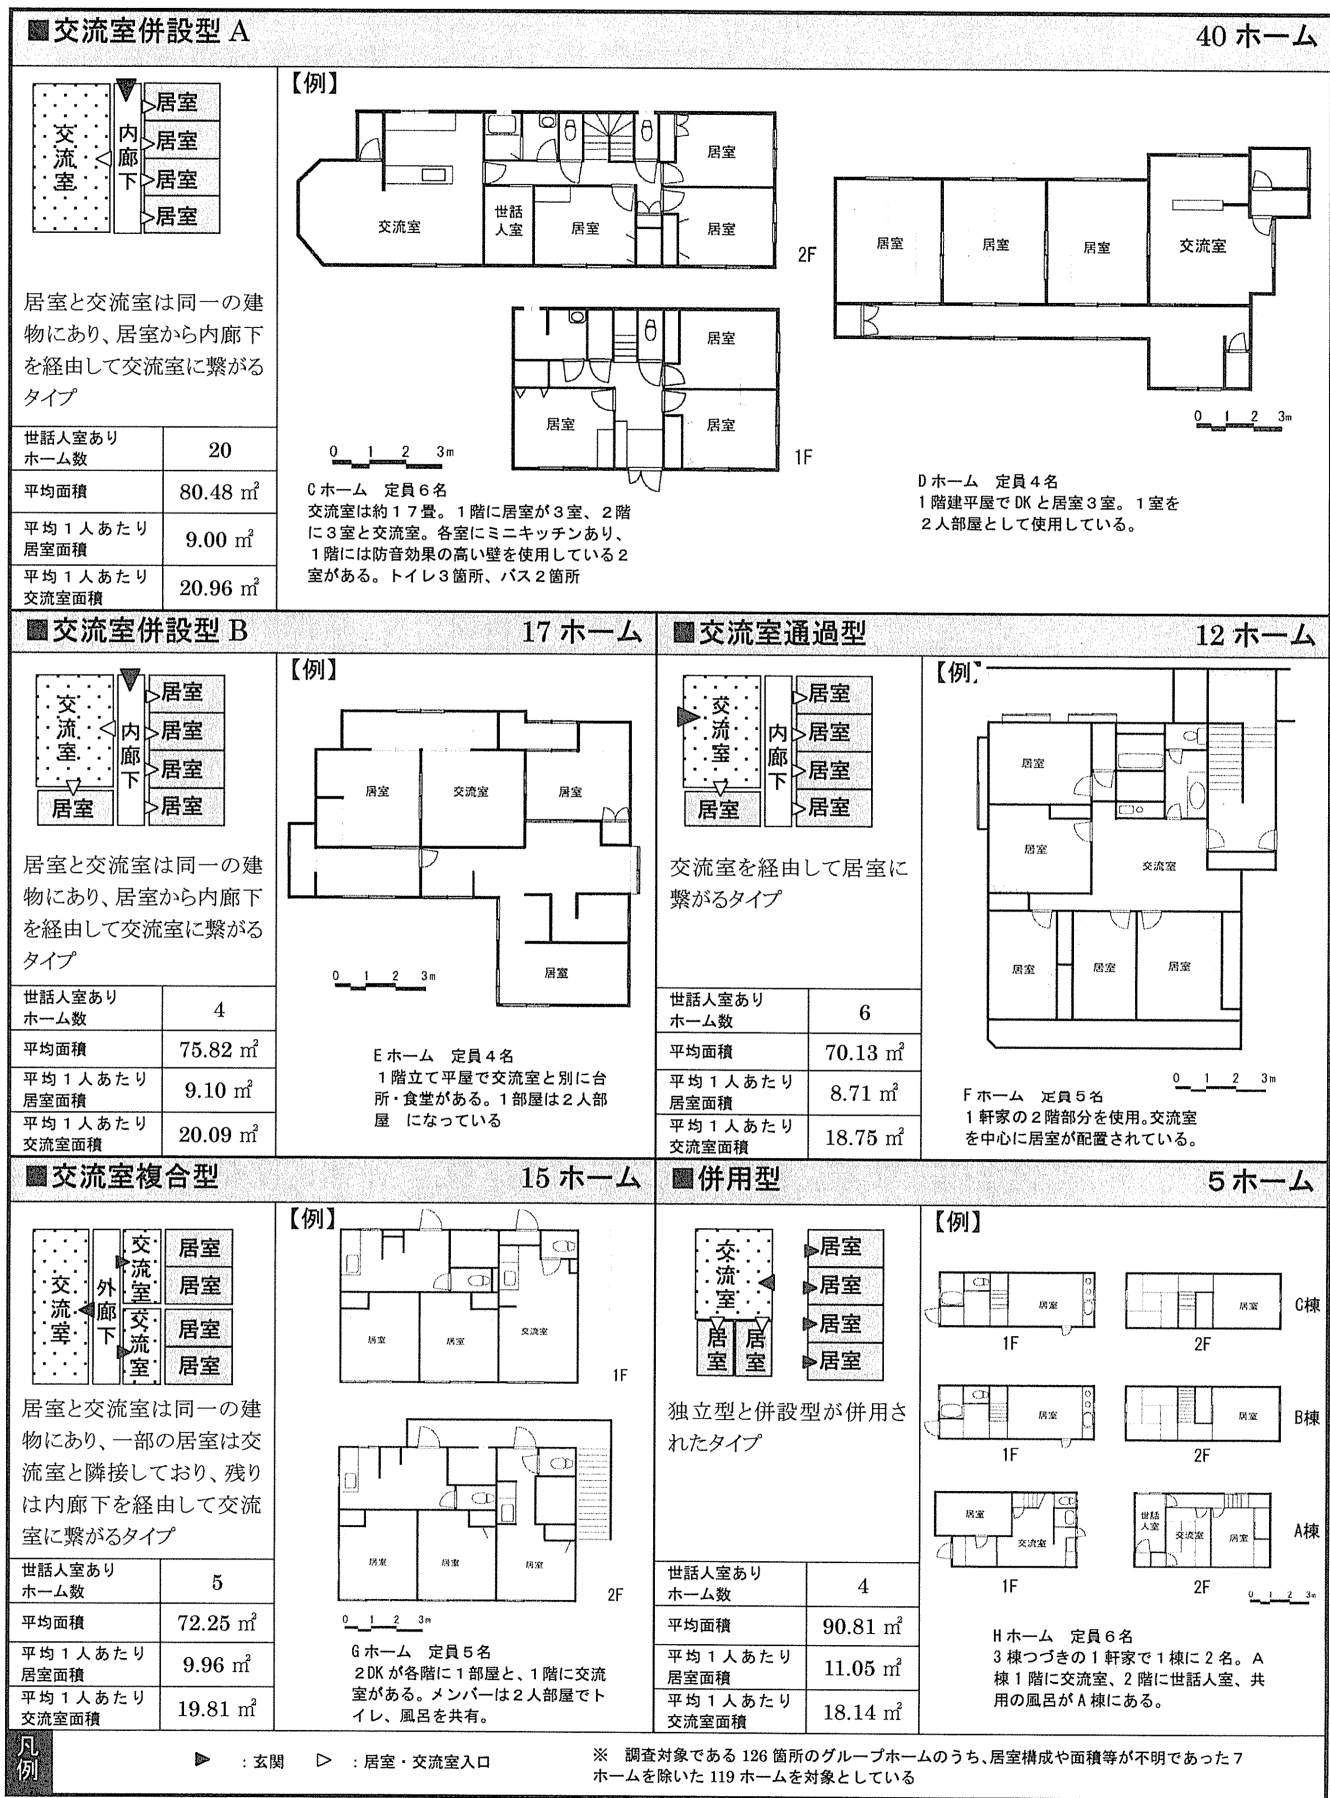 ■交流室併設型 A
40 ホーム
交流室
内廊下
居室
居室
居室
居室
居室と交流室は同一の建
物にあり、居室から内廊下
を経由して交流室に繋がる
タイプ
世話人室あり
ホーム数
20
平均面積
80.48 ㎡
平均１人あたり
居室面積
9.00 ㎡
平均１人あたり
交流室面積
20.96 ㎡
【例】
交流室
世話
人室
居室
居室
居室
2F
居室
居室
居室
1F
0 1 2 3m
Cホーム 定員６名
交流室は約１７畳。１階に居室が３室、２階
に３室と交流室。各室にミニキッチンあり、
１階には防音効果の高い壁を使用している２
室がある。トイレ３箇所、バス２箇所
居室
居室
居室
交流室
0 1 2 3m
Dホーム 定員４名
１階建平屋で DK と居室３室。１室を
２人部屋として使用している。
■交流室併設型 B
17 ホーム
交流室
内廊下
居室
居室
居室
居室
居室
居室と交流室は同一の建
物にあり、居室から内廊下
を経由して交流室に繋がる
タイプ
世話人室あり
ホーム数
4
平均面積
75.82 ㎡
平均１人あたり
居室面積
9.10 ㎡
平均１人あたり
交流室面積
20.09 ㎡
【例】
居室
交流室
居室
居室
0 1 2 3m
Eホーム 定員４名
１階立て平屋で交流室と別に台
所・食堂がある。１部屋は２人部
屋 になっている
■交流室通過型
12 ホーム
交流室
内廊下
居室
居室
居室
居室
居室
交流室を経由して居室に
繋がるタイプ
世話人室あり
ホーム数
6
平均面積
70.13 ㎡
平均１人あたり
居室面積
8.71 ㎡
平均１人あたり
交流室面積
18.75 ㎡
【例】
居室
居室
交流室
居室
居室
居室
0 1 2 3m
Fホーム 定員５名
１軒家の２階部分を使用。交流室
を中心に居室が配置されている。
■交流室複合型
15 ホーム
交流室
外廊下
交流室
交流室
居室
居室
居室
居室
居室と交流室は同一の建
物にあり、一部の居室は交
流室と隣接しており、残り
は内廊下を経由して交流
室に繋がるタイプ
世話人室あり
ホーム数
5
平均面積
72.25 ㎡
平均１人あたり
居室面積
9.96 ㎡
平均１人あたり
交流室面積
19.81 ㎡
【例】
居室
居室
交流室
1F
居室
居室
居室
2F
0 1 2 3m
Gホーム 定員５名
２DK が各階に１部屋と、１階に交流
室がある。メンバーは２人部屋でト
イレ、風呂を共有。
■併用型
5 ホーム
交流室
居室
居室
居室
居室
居室
居室
独立型と併設型が併用さ
れたタイプ
世話人室あり
ホーム数
4
平均面積
90.81 ㎡
平均１人あたり
居室面積
11.05 ㎡
平均１人あたり
交流室面積
18.14 ㎡
【例】
居室
1F
居室
2F
C棟
居室
1F
居室
2F
B棟
居室
交流室
1F
世話
人室
交流室
居室
2F
A棟
0 1 2 3m
Hホーム 定員６名
３棟つづきの１軒家で１棟に２名。A
棟１階に交流室、２階に世話人室、共
用の風呂がA棟にある。
凡例
▶ ：玄関 ▷ ：居室・交流室入口
※ 調査対象である 126 箇所のグループホームのうち、居室構成や面積等が不明であった７
ホームを除いた 119 ホームを対象としている